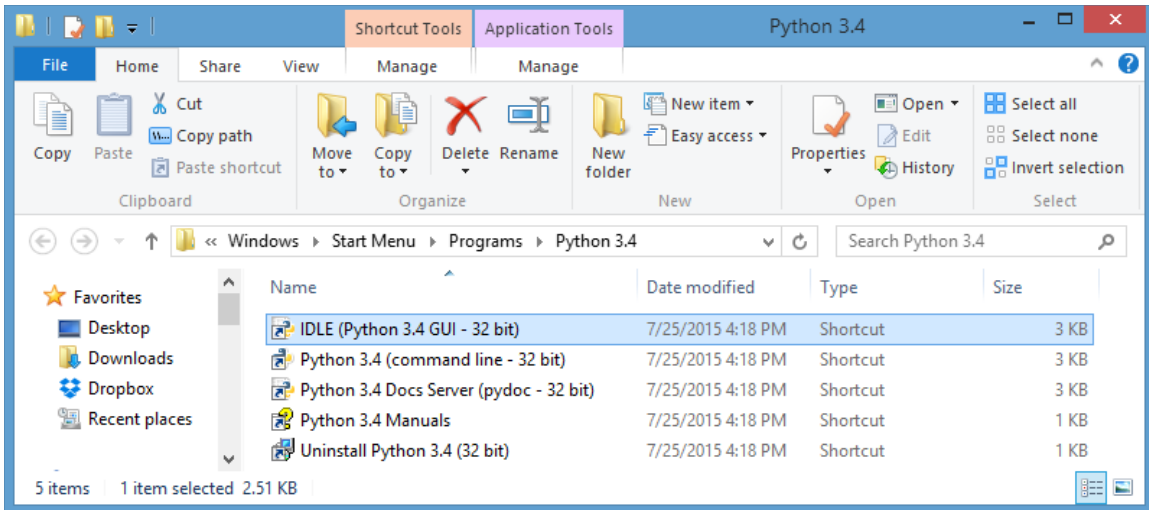 Shortcut Tools Application Tools Python 3.4
File Home Share View Manage Manage
Copy Paste Cut Copy path Paste shortcut
Clipboard
Move to Copy to Delete Rename
Organize
New folder New item Easy access
New
Properties Open Edit History
Open
Select all Select none Invert selection
Select
« Windows Start Menu Programs Python 3.4 Search Python 3.4
Favorites
Desktop
Downloads
Dropbox
Recent places
Name Date modified Type Size
IDLE (Python 3.4 GUI - 32 bit) 7/25/2015 4:18 PM Shortcut 3 KB
Python 3.4 (command line - 32 bit) 7/25/2015 4:18 PM Shortcut 3 KB
Python 3.4 Docs Server (pydoc - 32 bit) 7/25/2015 4:18 PM Shortcut 3 KB
Python 3.4 Manuals 7/25/2015 4:18 PM Shortcut 1 KB
Uninstall Python 3.4 (32 bit) 7/25/2015 4:18 PM Shortcut 1 KB
5 items 1 item selected 2.51 KB